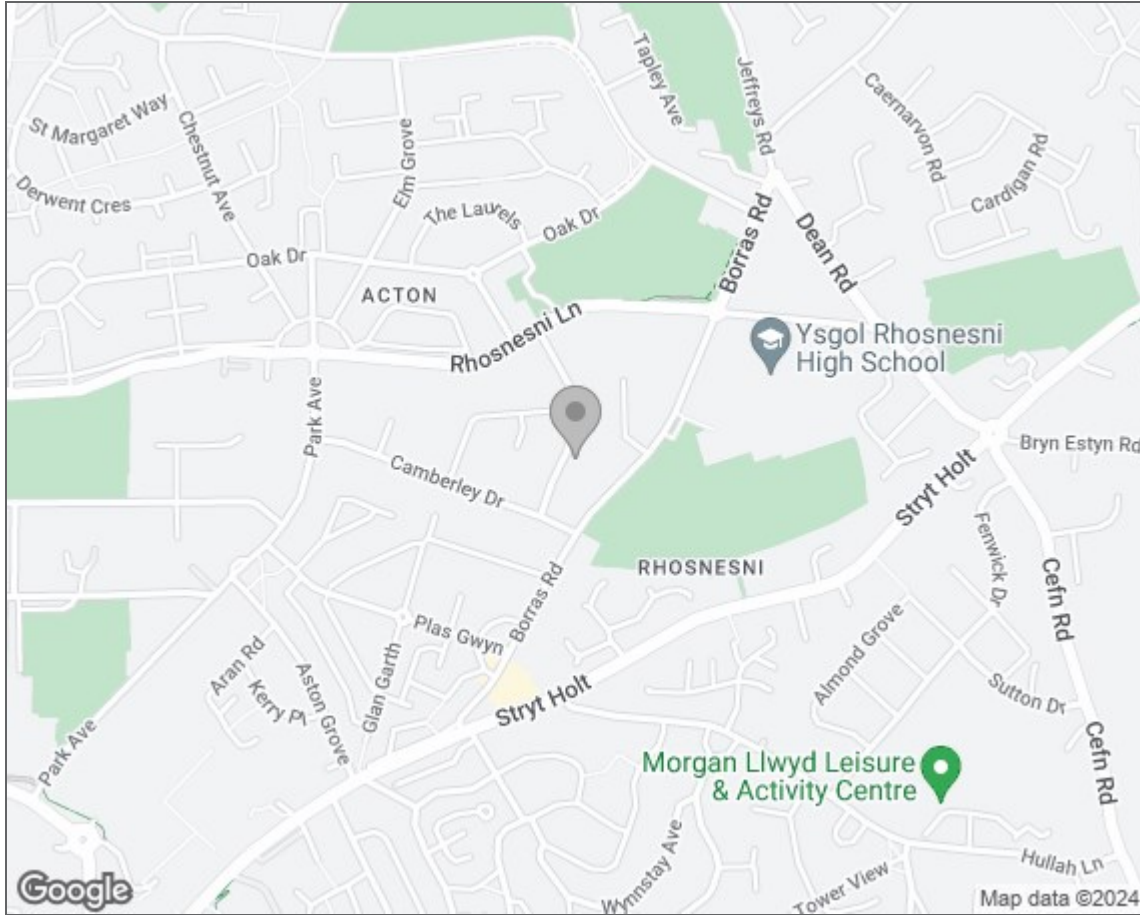 Tapley Ave
Jeffreys Rd
Caernarvon Rd
St Margaret Way
Chestnut Ave
Elm Grove
Cardigan Rd
Derwent Cres
The Laurels
Oak Dr
Borras Rd
Dean Rd
Oak Dr
ACTON
Rhosnesni Ln
Ysgol Rhosnesni
High School
Park Ave
Camberley Dr
Stryt Holt
Bryn Estyn Rd
Fenwick Dr
RHOSNESNI
Cefn Rd
Borras Rd
Plas Gwyn
Almond Grove
Aran Rd
Kerry Pl
Aston Grove
Glan Garth
Sutton Dr
Stryt Holt
Park Ave
Morgan Llwyd Leisure
& Activity Centre
Cefn Rd
Wynnstay Ave
Hullah Ln
Tower View
Google
Map data ©2024